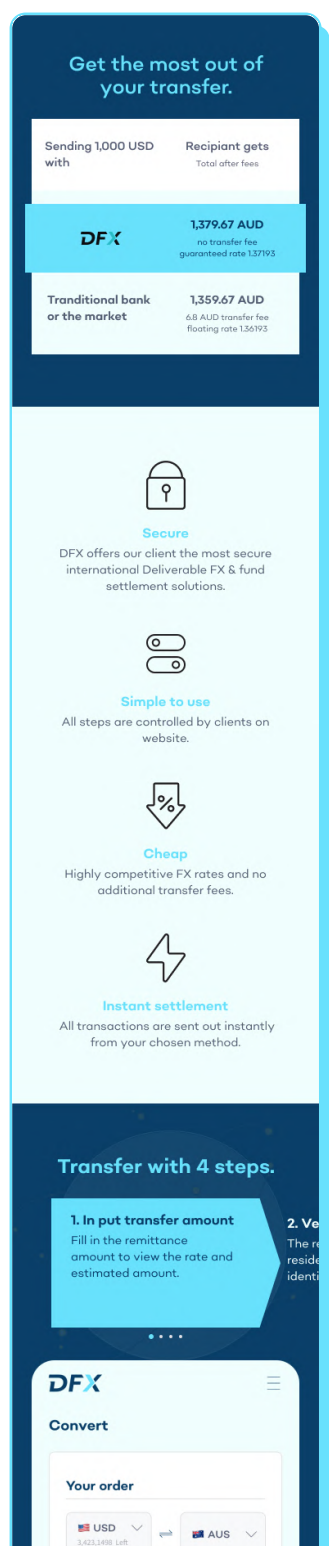 Get the most out of
your transfer.
Sending 1,000 USD
with
Recipiant gets
Total after fees
DFX
1,379.67 AUD
no transfer fee
guaranteed rate 1.37193
Tranditional bank
or the market
1,359.67 AUD
6.8 AUD transfer fee
floating rate 1.36193
Secure
DFX offers our client the most secure
international Deliverable FX & fund
settlement solutions.
Simple to use
All steps are controlled by clients on
website.
Cheap
Highly competitive FX rates and no
additional transfer fees.
Instant settlement
All transactions are sent out instantly
from your chosen method.
Transfer with 4 steps.
1. In put transfer amount
Fill in the remittance
amount to view the rate and
estimated amount.
2. Ve
The re
reside
identi
DFX
Convert
Your order
USD
3,423.1498 Left
AUS